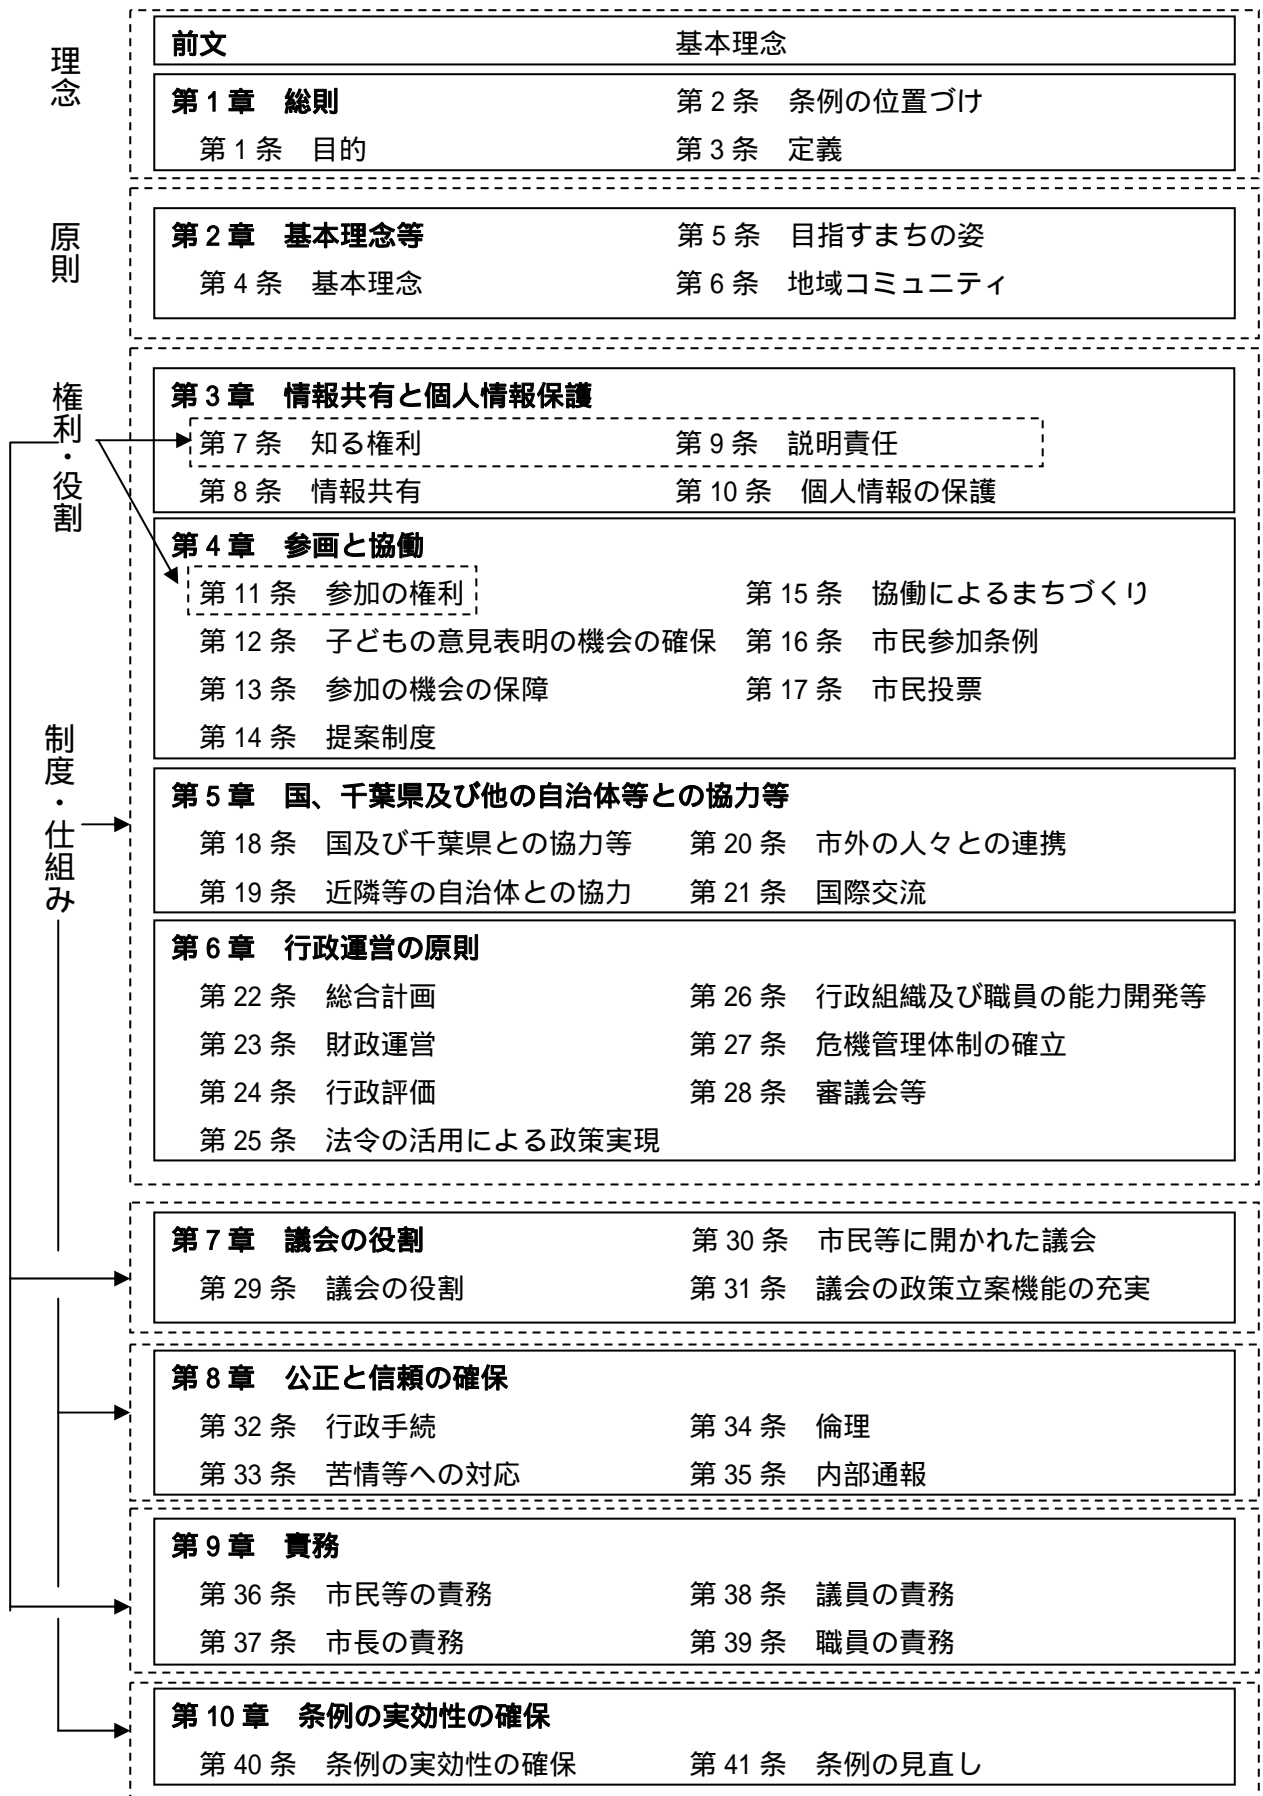 理念
前文 基本理念
第1章 総則 第2条 条例の位置づけ
第1条 目的 第3条 定義
原則
第2章 基本理念等 第5条 目指すまちの姿
第4条 基本理念 第6条 地域コミュニティ
権利・役割
第3章 情報共有と個人情報保護
第7条 知る権利 第9条 説明責任
第8条 情報共有 第10条 個人情報の保護
第4章 参画と協働
第11条 参加の権利 第15条 協働によるまちづくり
第12条 子どもの意見表明の機会の確保 第16条 市民参加条例
第13条 参加の機会の保障 第17条 市民投票
第14条 提案制度
制度・仕組み
第5章 国、千葉県及び他の自治体等との協力等
第18条 国及び千葉県との協力等 第20条 市外の人々との連携
第19条 近隣等の自治体との協力 第21条 国際交流
第6章 行政運営の原則
第22条 総合計画 第26条 行政組織及び職員の能力開発等
第23条 財政運営 第27条 危機管理体制の確立
第24条 行政評価 第28条 審議会等
第25条 法令の活用による政策実現
第7章 議会の役割 第30条 市民等に開かれた議会
第29条 議会の役割 第31条 議会の政策立案機能の充実
第8章 公正と信頼の確保
第32条 行政手続 第34条 倫理
第33条 苦情等への対応 第35条 内部通報
第9章 責務
第36条 市民等の責務 第38条 議員の責務
第37条 市長の責務 第39条 職員の責務
第10章 条例の実効性の確保
第40条 条例の実効性の確保 第41条 条例の見直し